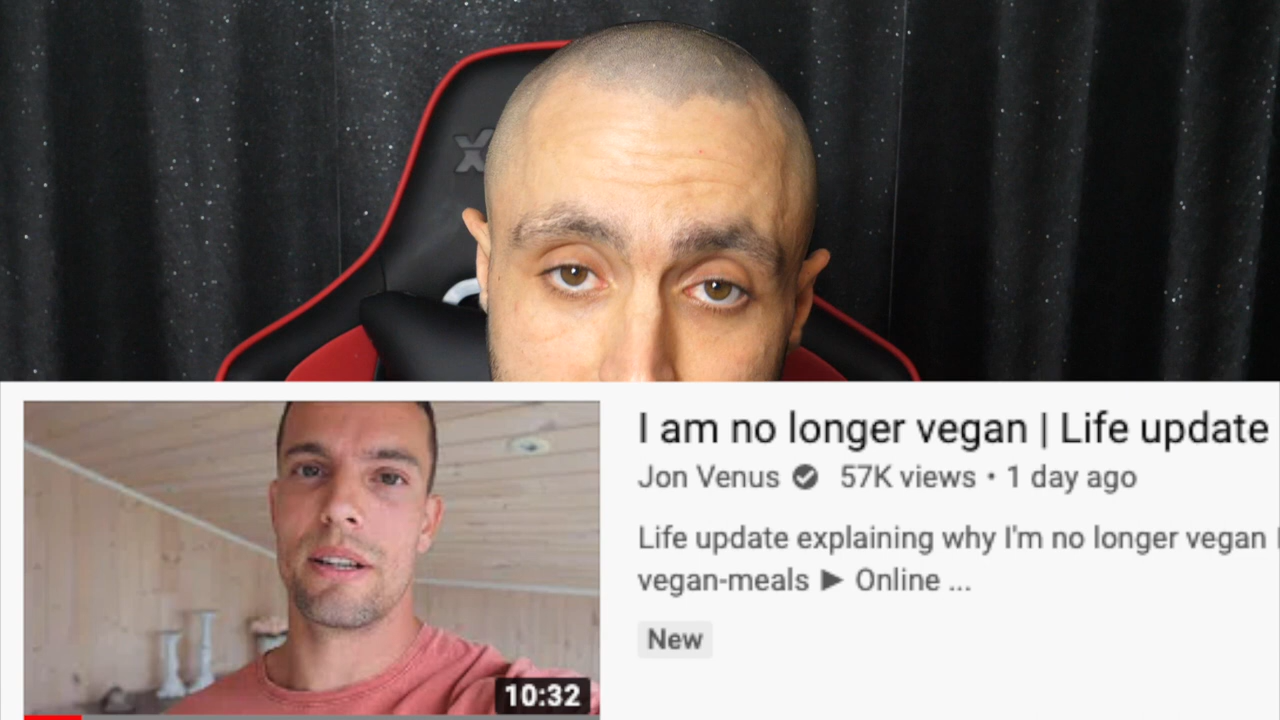 I am no longer vegan | Life update
Jon Venus 57K views • 1 day ago
Life update explaining why I'm no longer vegan
vegan-meals ► Online ...
New
10:32